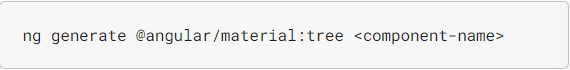 ng generate @angular/material:tree <component-name>